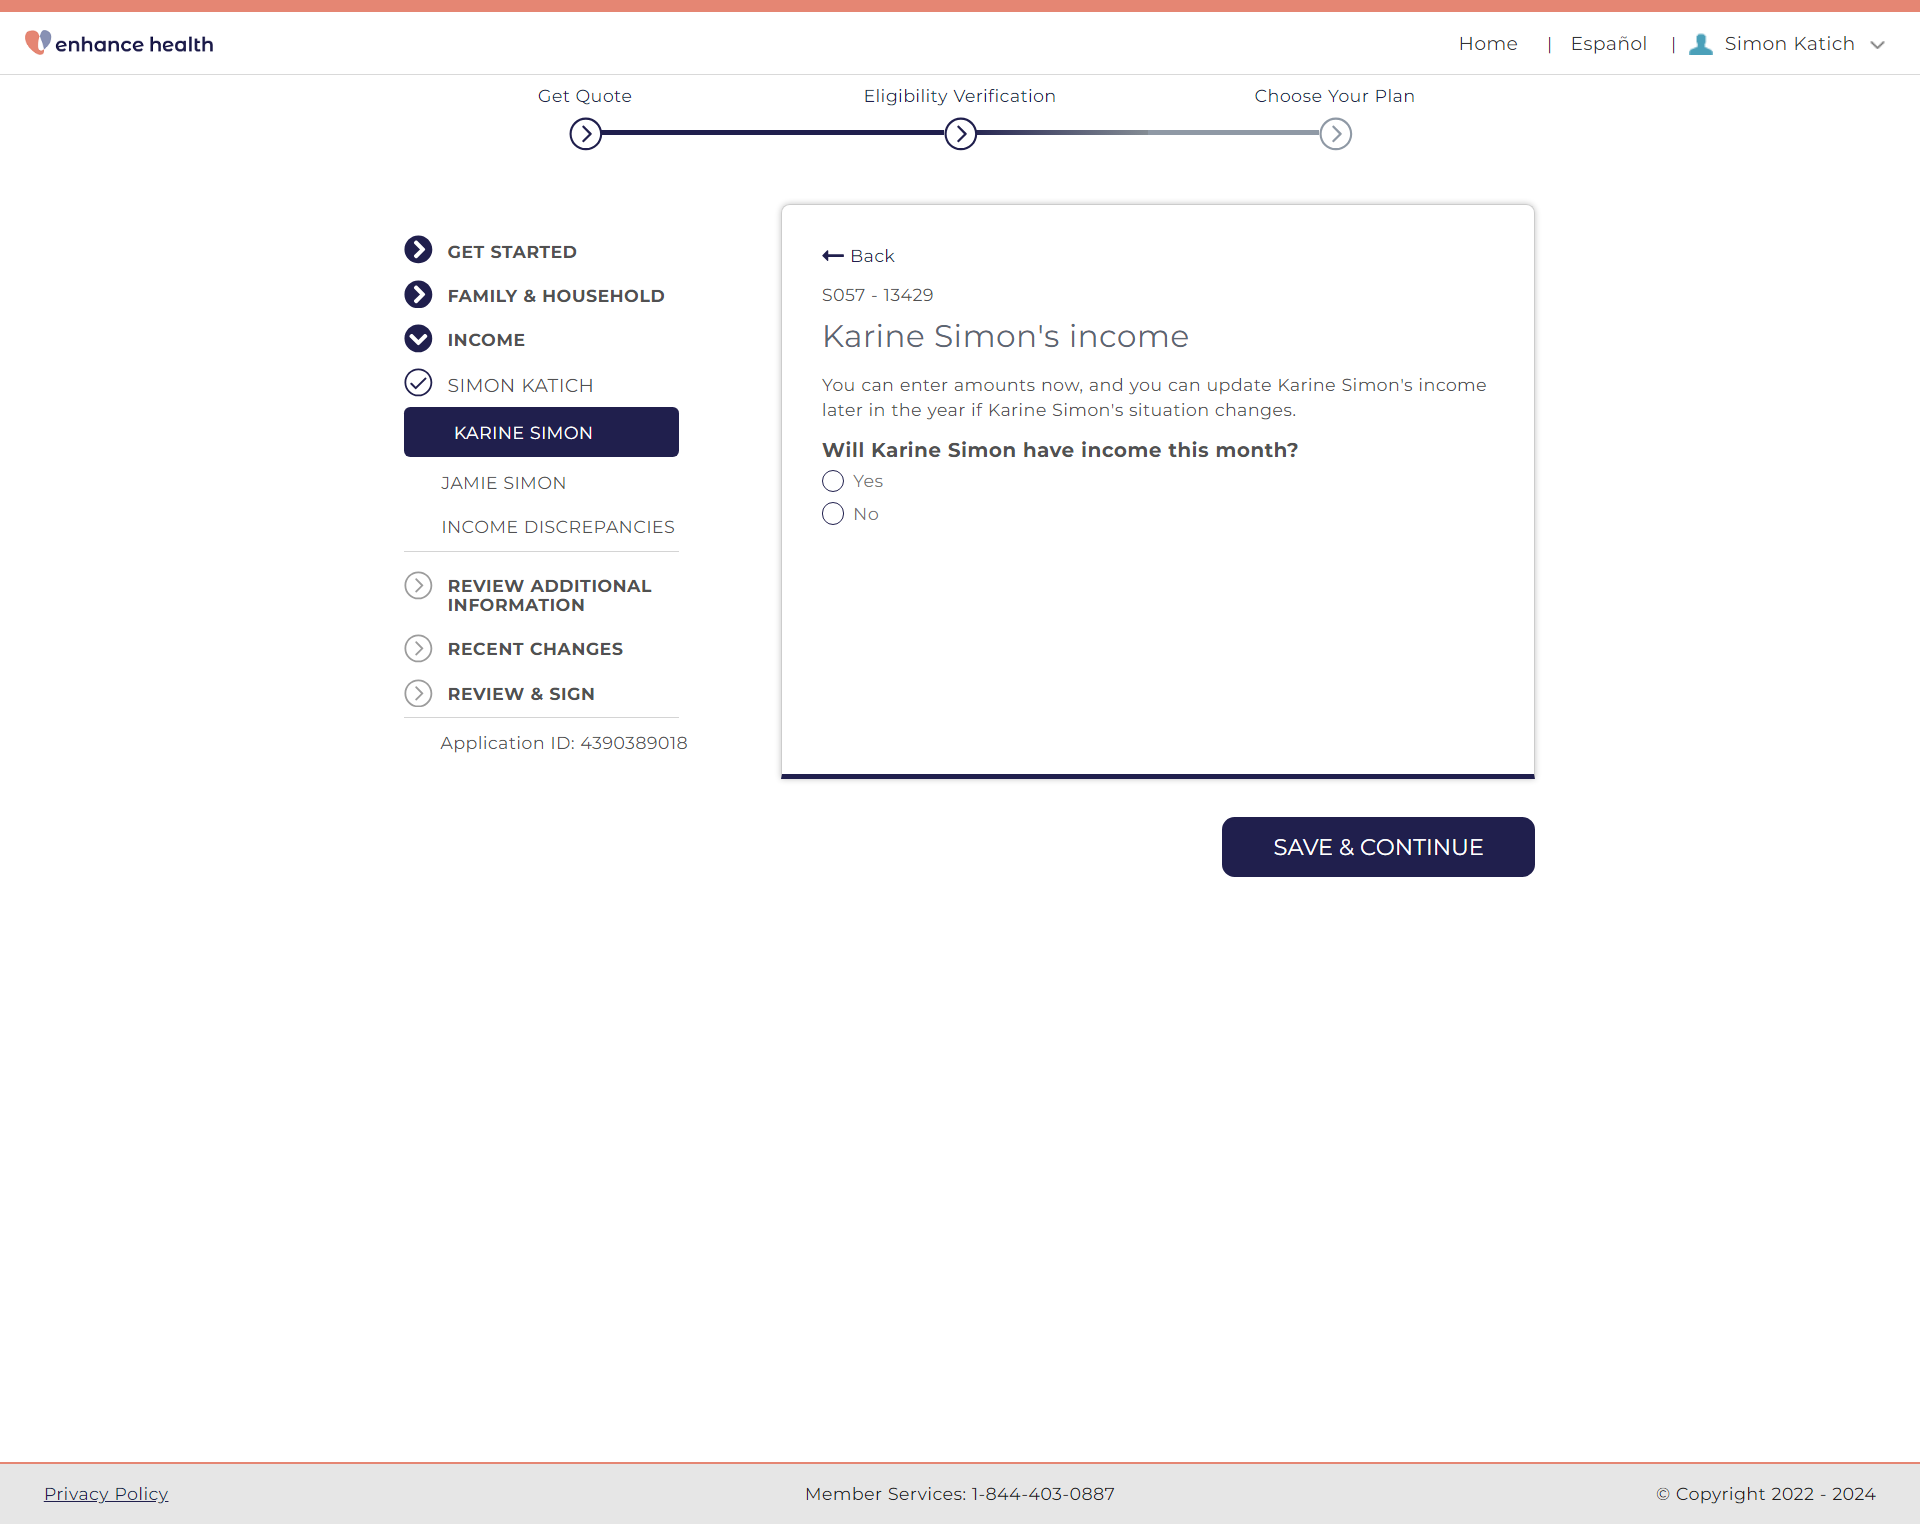 enhance health
Home | Español | Simon Katich
Get Quote
Eligibility Verification
Choose Your Plan
GET STARTED
FAMILY & HOUSEHOLD
INCOME
SIMON KATICH
KARINE SIMON
JAMIE SIMON
INCOME DISCREPANCIES
REVIEW ADDITIONAL
INFORMATION
RECENT CHANGES
REVIEW & SIGN
Application ID: 4390389018
Back
S057 - 13429
Karine Simon's income
You can enter amounts now, and you can update Karine Simon's income
later in the year if Karine Simon's situation changes.
Will Karine Simon have income this month?
Yes
No
SAVE & CONTINUE
Privacy Policy
Member Services: 1-844-403-0887
© Copyright 2022 - 2024